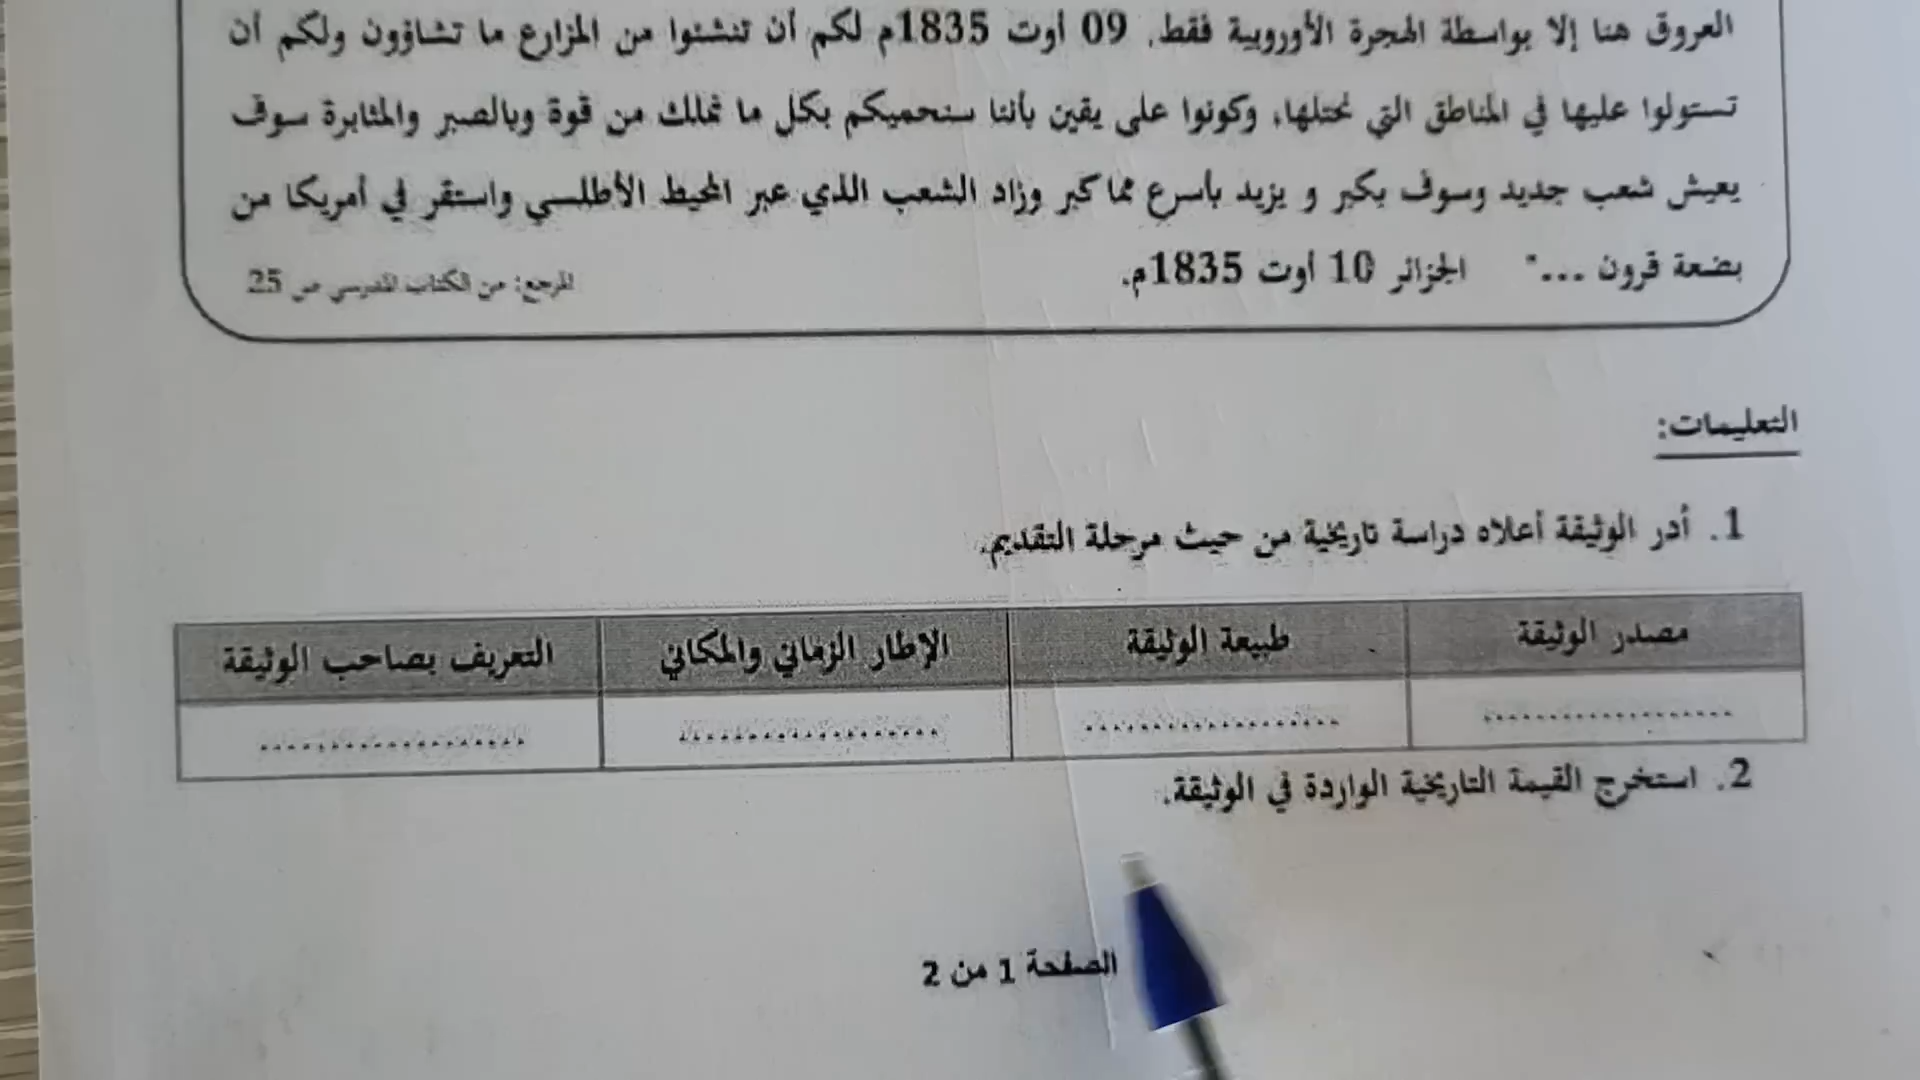 العروق هنا إلا بواسطة الهجرة الأوروبية فقط. 09 أوت 1835م لكم أن تنشئوا من المزارع ما تشاؤون ولكم أن
تستولوا عليها في المناطق التي نحتلها، وكونوا على يقين بأننا سنحميكم بكل ما نملك من قوة وبالصبر والمثابرة سوف
يعيش شعب جديد وسوف يكبر و يزيد بأسرع مما كبر وزاد الشعب الذي عبر المحيط الأطلسي واستقر في أمريكا من
بضعة قرون ..." الجزائر 10 أوت 1835م.
المرجع: من الكتاب المدرسي ص 25
التعليمات:
1. أدر الوثيقة أعلاه دراسة تاريخية من حيث مرحلة التقديم.
مصدر الوثيقة طبيعة الوثيقة الإطار الزماني والمكاني التعريف بصاحب الوثيقة
................... ................... ................... ...................
2. استخرج القيمة التاريخية الواردة في الوثيقة.
الصفحة 1 من 2